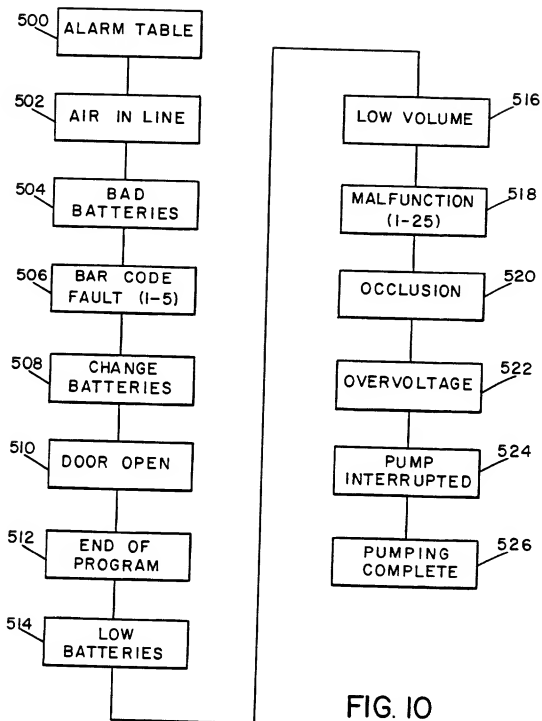 500
ALARM TABLE
502
AIR IN LINE
504
BAD
BATTERIES
506
BAR CODE
FAULT (1-5)
508
CHANGE
BATTERIES
510
DOOR OPEN
512
END OF
PROGRAM
514
LOW
BATTERIES
LOW VOLUME
516
MALFUNCTION
(1-25)
518
OCCLUSION
520
OVERVOLTAGE
522
PUMP
INTERRUPTED
524
PUMPING
COMPLETE
526
FIG. 10